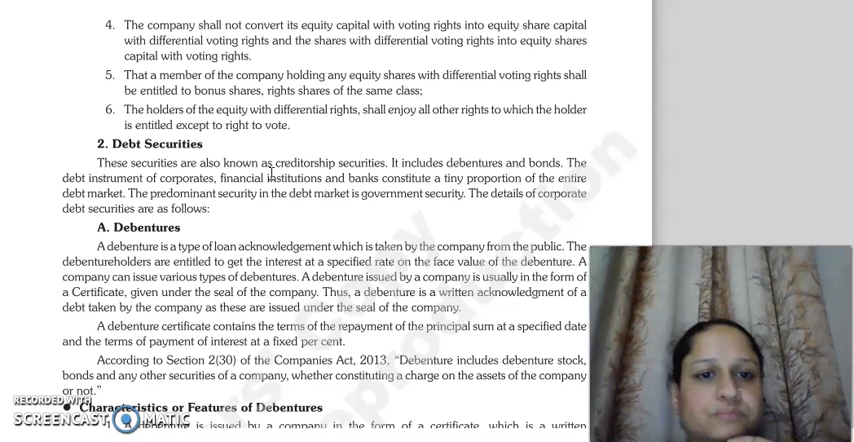 4. The company shall not convert its equity capital with voting rights into equity share capital
with differential voting rights and the shares with differential voting rights into equity shares
capital with voting rights.
5. That a member of the company holding any equity shares with differential voting rights shall
be entitled to bonus shares, rights shares of the same class;
6. The holders of the equity with differential rights, shall enjoy all other rights to which the holder
is entitled except to right to vote.
2. Debt Securities
These securities are also known as creditorship securities. It includes debentures and bonds. The
debt instrument of corporates, financial institutions and banks constitute a tiny proportion of the entire
debt market. The predominant security in the debt market is government security. The details of corporate
debt securities are as follows:
A. Debentures
A debenture is a type of loan acknowledgement which is taken by the company from the public. The
debentureholders are entitled to get the interest at a specified rate on the face value of the debenture. A
company can issue various types of debentures. A debenture issued by a company is usually in the form of
a Certificate, given under the seal of the company. Thus, a debenture is a written acknowledgment of a
debt taken by the company as these are issued under the seal of the company.
A debenture certificate contains the terms of the repayment of the principal sum at a specified date
and the terms of payment of interest at a fixed per cent.
According to Section 2(30) of the Companies Act, 2013, “Debenture includes debenture stock,
bonds and any other securities of a company, whether constituting a charge on the assets of the company
or not.”
RECORDED WITH
● Characteristics or Features of Debentures
SCREENCAST MATIC
A debenture is issued by a company in the form of a certificate, which is a written